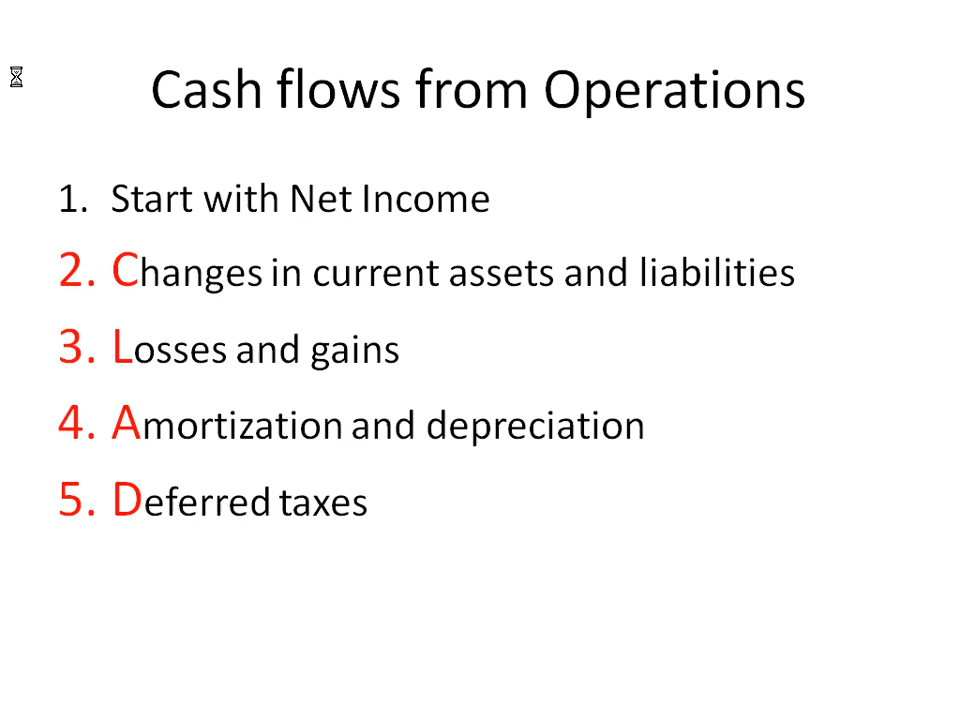 Cash flows from Operations
1. Start with Net Income
2. Changes in current assets and liabilities
3. Losses and gains
4. Amortization and depreciation
5. Deferred taxes